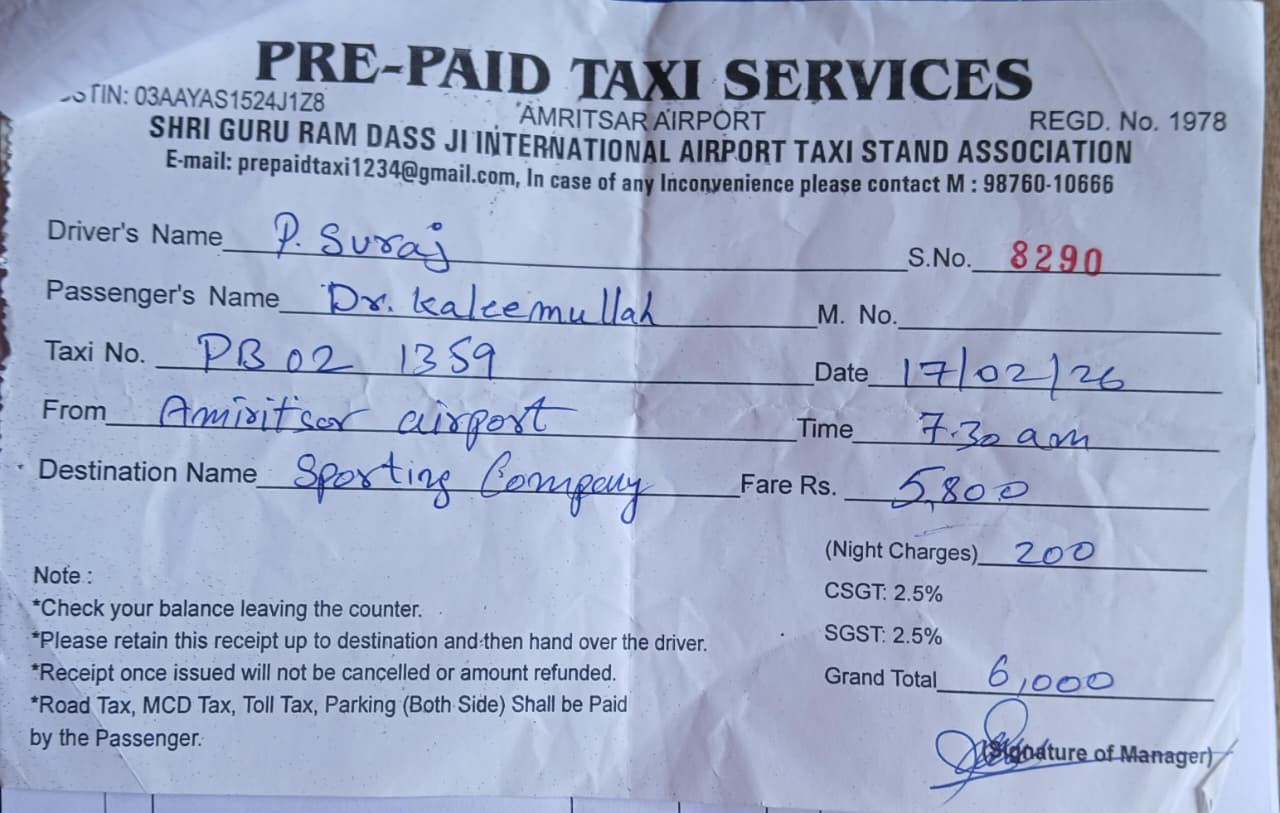 PRE-PAID TAXI SERVICES
STIN: 03AAYAS1524J1Z8 AMRITSAR AIRPORT REGD. No. 1978
SHRI GURU RAM DASS JI INTERNATIONAL AIRPORT TAXI STAND ASSOCIATION
E-mail: prepaidtaxi1234@gmail.com, In case of any Inconvenience please contact M : 98760-10666
Driver's Name P. Suraj S.No. 8290
Passenger's Name Dr. Kaleemullah M. No.
Taxi No. PB 02 1359 Date 17/02/26
From Amiritsar airport Time 7.30 am
Destination Name Sporting Company Fare Rs. 5,800
(Night Charges) 200
Note :
CSGT: 2.5%
*Check your balance leaving the counter.
SGST: 2.5%
*Please retain this receipt up to destination and then hand over the driver.
*Receipt once issued will not be cancelled or amount refunded.
Grand Total 6,000
*Road Tax, MCD Tax, Toll Tax, Parking (Both Side) Shall be Paid
by the Passenger.
(Signature of Manager)